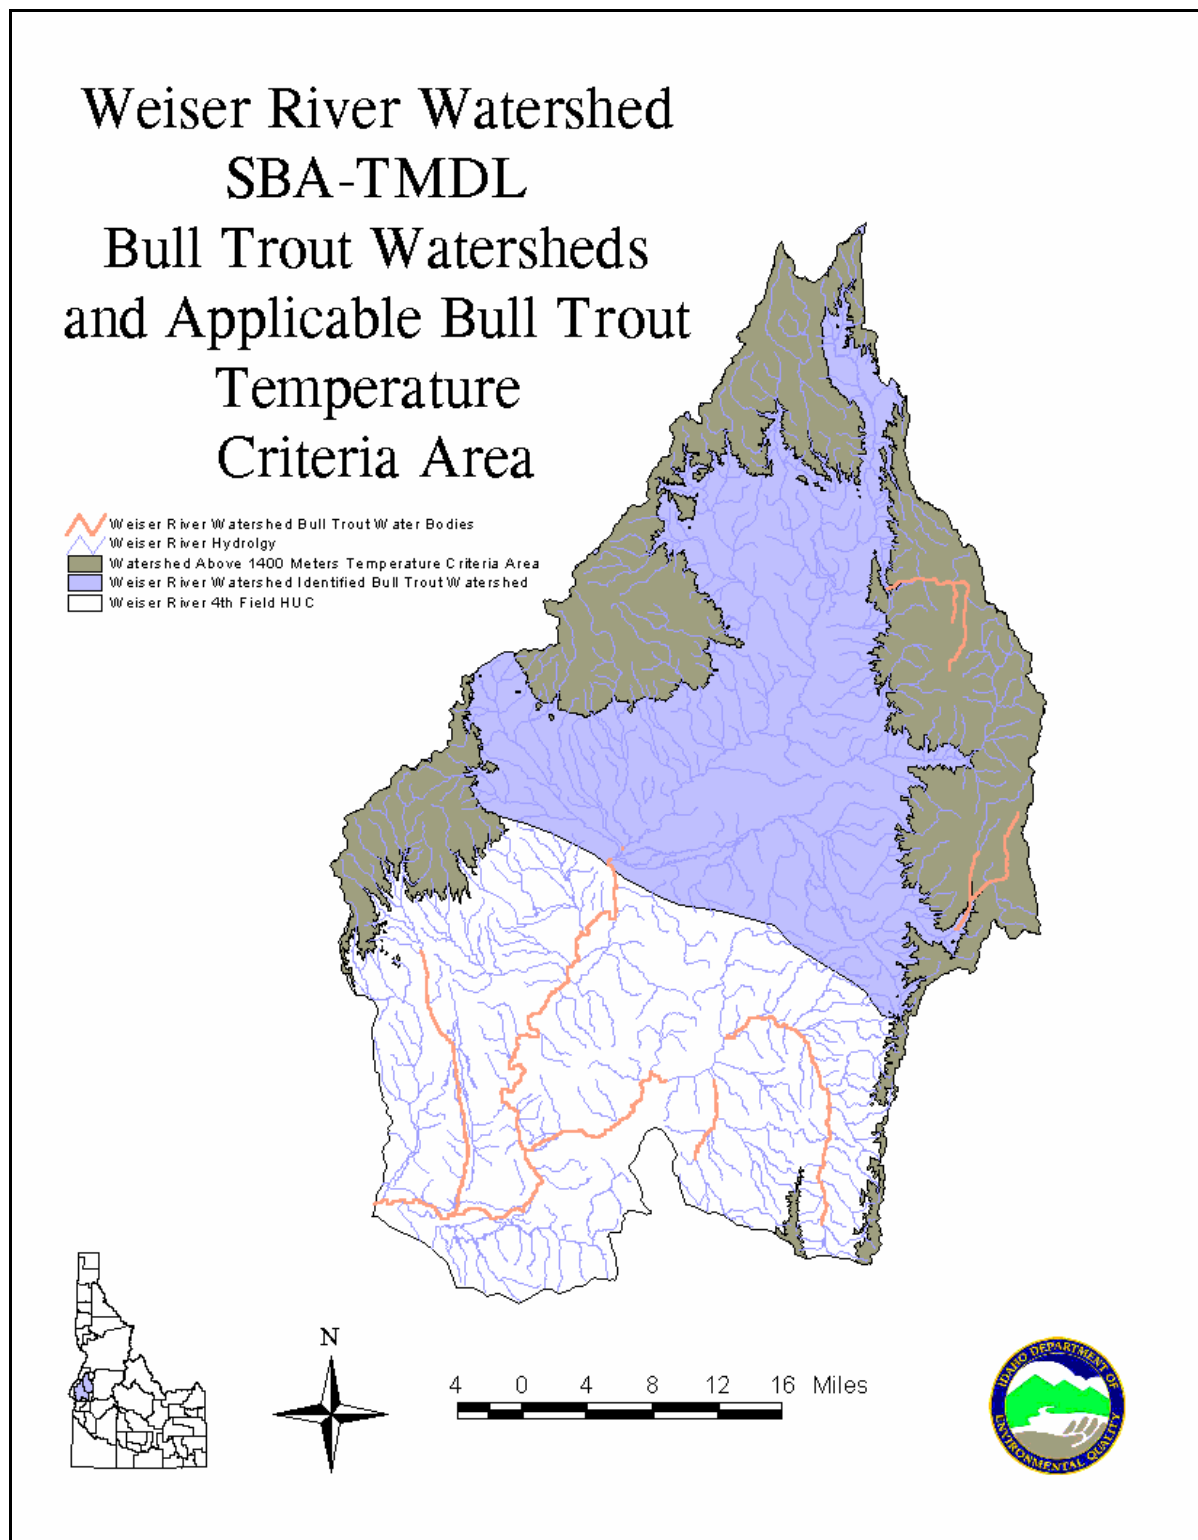 Weiser River Watershed
SBA-TMDL
Bull Trout Watersheds
and Applicable Bull Trout
Temperature
Criteria Area
Weiser River Watershed Bull Trout Water Bodies
Weiser River Hydrolgy
Watershed Above 1400 Meters Temperature Criteria Area
Weiser River Watershed Identified Bull Trout Watershed
Weiser River 4th Field HUC
N
4 0 4 8 12 16 Miles
IDAHO DEPARTMENT OF
ENVIRONMENTAL QUALITY